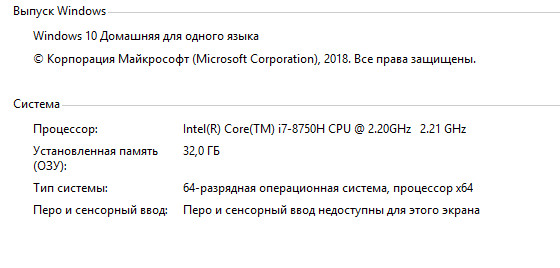 Выпуск Windows
Windows 10 Домашняя для одного языка
© Корпорация Майкрософт (Microsoft Corporation), 2018. Все права защищены.
Система
Процессор: Intel(R) Core(TM) i7-8750H CPU @ 2.20GHz 2.21 GHz
Установленная память 32,0 ГБ
(ОЗУ):
Тип системы: 64-разрядная операционная система, процессор x64
Перо и сенсорный ввод: Перо и сенсорный ввод недоступны для этого экрана